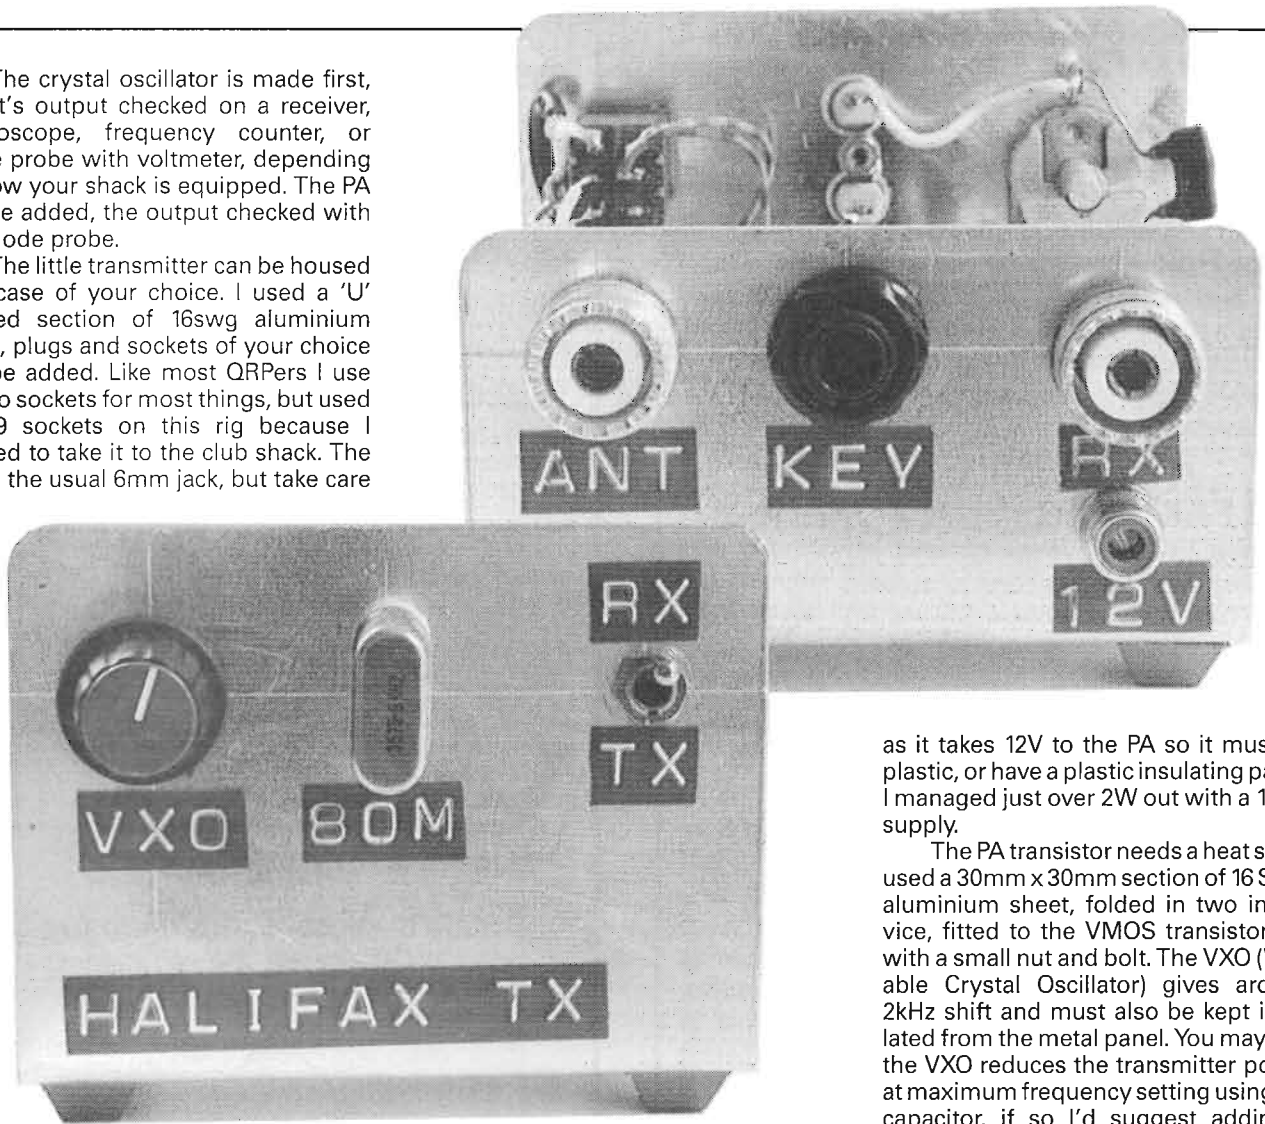 The crystal oscillator is made first,
t's output checked on a receiver,
oscope, frequency counter, or
e probe with voltmeter, depending
ow your shack is equipped. The PA
e added, the output checked with
ode probe.
The little transmitter can be housed
case of your choice. I used a 'U'
ed section of 16swg aluminium
, plugs and sockets of your choice
be added. Like most QRPers I use
o sockets for most things, but used
9 sockets on this rig because I
ed to take it to the club shack. The
the usual 6mm jack, but take care
ANT
KEY
RX
12V
RX
TX
VXO
80M
HALIFAX TX
as it takes 12V to the PA so it mus
plastic, or have a plastic insulating pa
I managed just over 2W out with a 1
supply.
The PA transistor needs a heat s
used a 30mm x 30mm section of 16 S
aluminium sheet, folded in two in
vice, fitted to the VMOS transistor
with a small nut and bolt. The VXO (V
able Crystal Oscillator) gives aro
2kHz shift and must also be kept i
lated from the metal panel. You may
the VXO reduces the transmitter po
at maximum frequency setting using
capacitor, if so I'd suggest addin